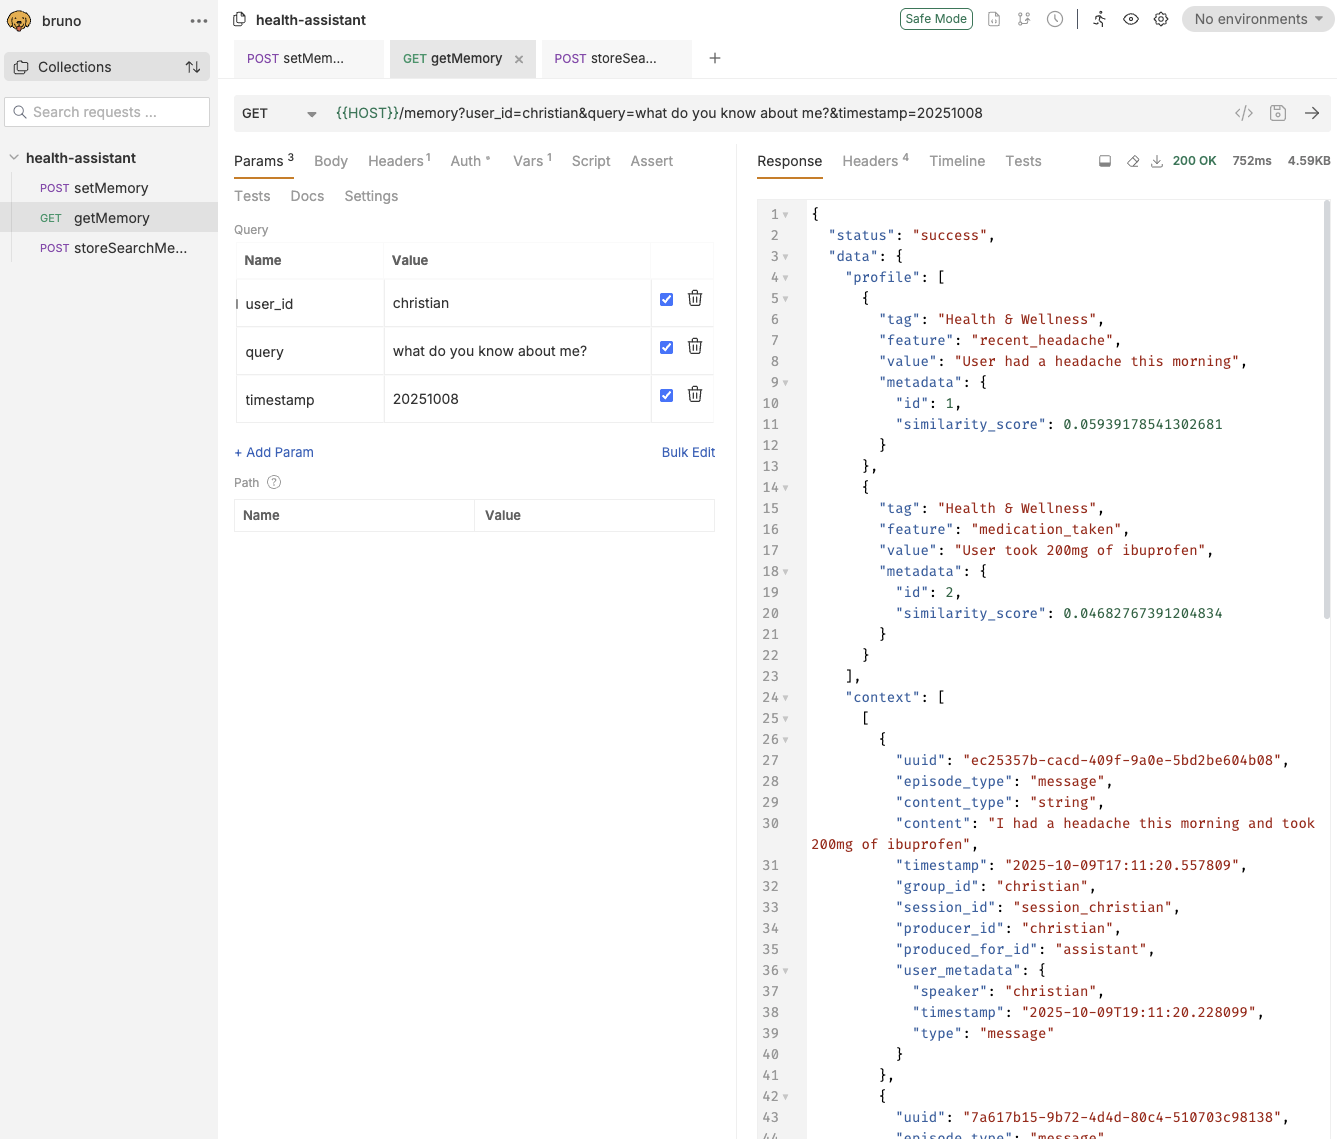 bruno
Collections
Search requests ...
health-assistant
POST setMemory
GET getMemory
POST storeSearchMe...
health-assistant
Safe Mode
No environments
POST setMem...
GET getMemory
POST storeSea...
GET
{{HOST}}/memory?user_id=christian&query=what do you know about me?&timestamp=20251008
Params 3 Body Headers 1 Auth * Vars 1 Script Assert
Tests Docs Settings
Query
Name Value
user_id christian
query what do you know about me?
timestamp 20251008
+ Add Param Bulk Edit
Path ?
Name Value
Response Headers 4 Timeline Tests 200 OK 752ms 4.59KB
1 {
2 "status": "success",
3 "data": {
4 "profile": [
5 {
6 "tag": "Health & Wellness",
7 "feature": "recent_headache",
8 "value": "User had a headache this morning",
9 "metadata": {
10 "id": 1,
11 "similarity_score": 0.05939178541302681
12 }
13 },
14 {
15 "tag": "Health & Wellness",
16 "feature": "medication_taken",
17 "value": "User took 200mg of ibuprofen",
18 "metadata": {
19 "id": 2,
20 "similarity_score": 0.04682767391204834
21 }
22 }
23 ],
24 "context": [
25 [
26 {
27 "uuid": "ec25357b-cacd-409f-9a0e-5bd2be604b08",
28 "episode_type": "message",
29 "content_type": "string",
30 "content": "I had a headache this morning and took
200mg of ibuprofen",
31 "timestamp": "2025-10-09T17:11:20.557809",
32 "group_id": "christian",
33 "session_id": "session_christian",
34 "producer_id": "christian",
35 "produced_for_id": "assistant",
36 "user_metadata": {
37 "speaker": "christian",
38 "timestamp": "2025-10-09T19:11:20.228099",
39 "type": "message"
40 }
41 },
42 {
43 "uuid": "7a617b15-9b72-4d4d-80c4-510703c98138",
44 "episode_type": "message",